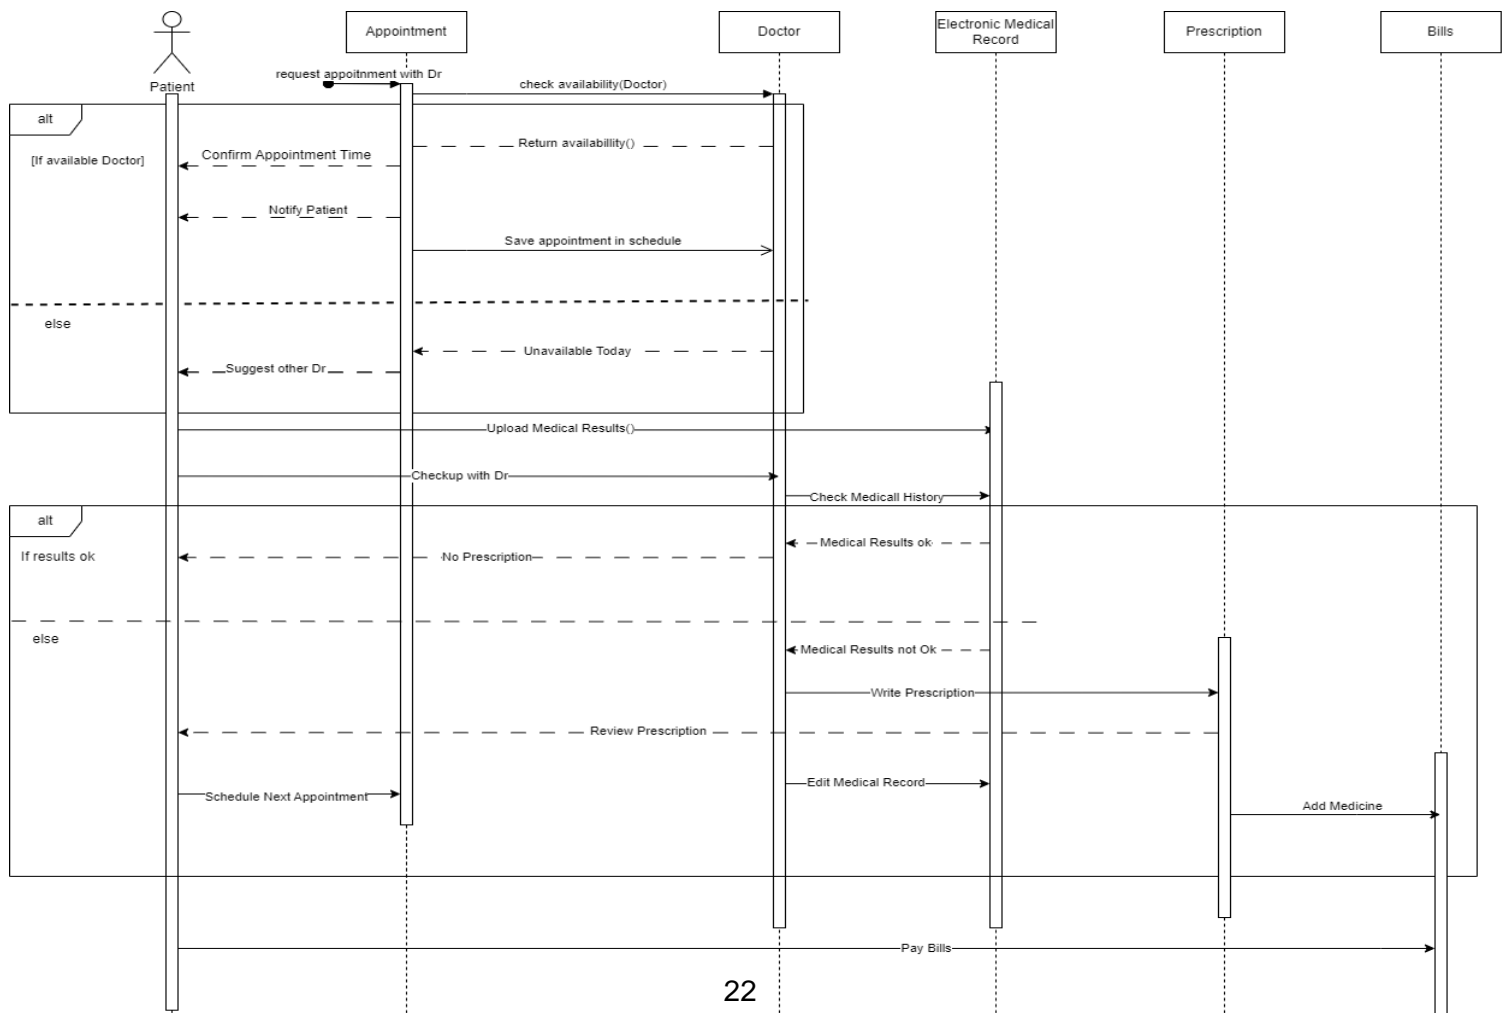 Appointment
Doctor
Electronic Medical
Record
Prescription
Bills
Patient
request appoitnment with Dr
check availability(Doctor)
alt
[If available Doctor]
Return availabillity()
Confirm Appointment Time
Notify Patient
Save appointment in schedule
else
Unavailable Today
Suggest other Dr
Upload Medical Results()
Checkup with Dr
Check Medicall History
alt
If results ok
Medical Results ok
No Prescription
else
Medical Results not Ok
Write Prescription
Review Prescription
Edit Medical Record
Schedule Next Appointment
Add Medicine
Pay Bills
22